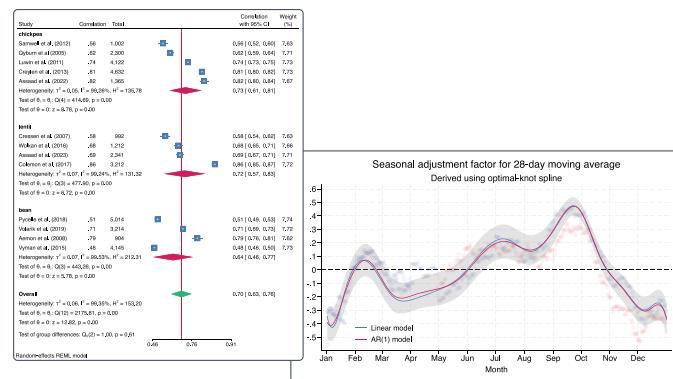 Study Correlation Total Correlation with 95% CI Weight (%)
chickpea
Samwell et al. (2012) .56 1,002 0.56 [ 0.52, 0.60] 7.63
Qyburn et al (2005) .62 2,300 0.62 [ 0.59, 0.64] 7.71
Luwin et al. (2011) .74 4,122 0.74 [ 0.73, 0.75] 7.73
Creylen et al. (2013) .81 4,632 0.81 [ 0.80, 0.82] 7.73
Assaad et al. (2022) .82 1,365 0.82 [ 0.80, 0.84] 7.67
Heterogeneity: τ² = 0.05, I² = 99.26%, H² = 135.78 0.73 [ 0.61, 0.81]
Test of θᵢ = θⱼ: Q(4) = 414.69, p = 0.00
Test of θ = 0: z = 8.78, p = 0.00
lentil
Cressen et al. (2007) .58 992 0.58 [ 0.54, 0.62] 7.63
Wolkan et al. (2016) .68 1,212 0.68 [ 0.65, 0.71] 7.66
Assaad et al. (2023) .69 2,341 0.69 [ 0.67, 0.71] 7.71
Colemon et al. (2017) .86 3,212 0.86 [ 0.85, 0.87] 7.72
Heterogeneity: τ² = 0.07, I² = 99.24%, H² = 131.32 0.72 [ 0.57, 0.83]
Test of θᵢ = θⱼ: Q(3) = 477.90, p = 0.00
Test of θ = 0: z = 6.72, p = 0.00
bean
Pycelle et al. (2018) .51 5,014 0.51 [ 0.49, 0.53] 7.74
Volarik et al. (2019) .71 3,214 0.71 [ 0.69, 0.73] 7.72
Aemon et al. (2008) .79 904 0.79 [ 0.76, 0.81] 7.62
Vyman et al. (2015) .48 4,145 0.48 [ 0.46, 0.50] 7.73
Heterogeneity: τ² = 0.07, I² = 99.53%, H² = 212.31 0.64 [ 0.46, 0.77]
Test of θᵢ = θⱼ: Q(3) = 443.26, p = 0.00
Test of θ = 0: z = 5.78, p = 0.00
Overall 0.70 [ 0.63, 0.76]
Heterogeneity: τ² = 0.06, I² = 99.35%, H² = 153.20
Test of θᵢ = θⱼ: Q(12) = 2175.81, p = 0.00
Test of θ = 0: z = 12.82, p = 0.00
Test of group differences: Q_b(2) = 1.00, p = 0.61
0.46 0.76 0.91
Random-effects REML model
Seasonal adjustment factor for 28-day moving average
Derived using optimal-knot spline
.6
.5
.4
.3
.2
.1
0
-.1
-.2
-.3
-.4
-.5
Linear model
AR(1) model
Jan Feb Mar Apr May Jun Jul Aug Sep Oct Nov Dec
Month